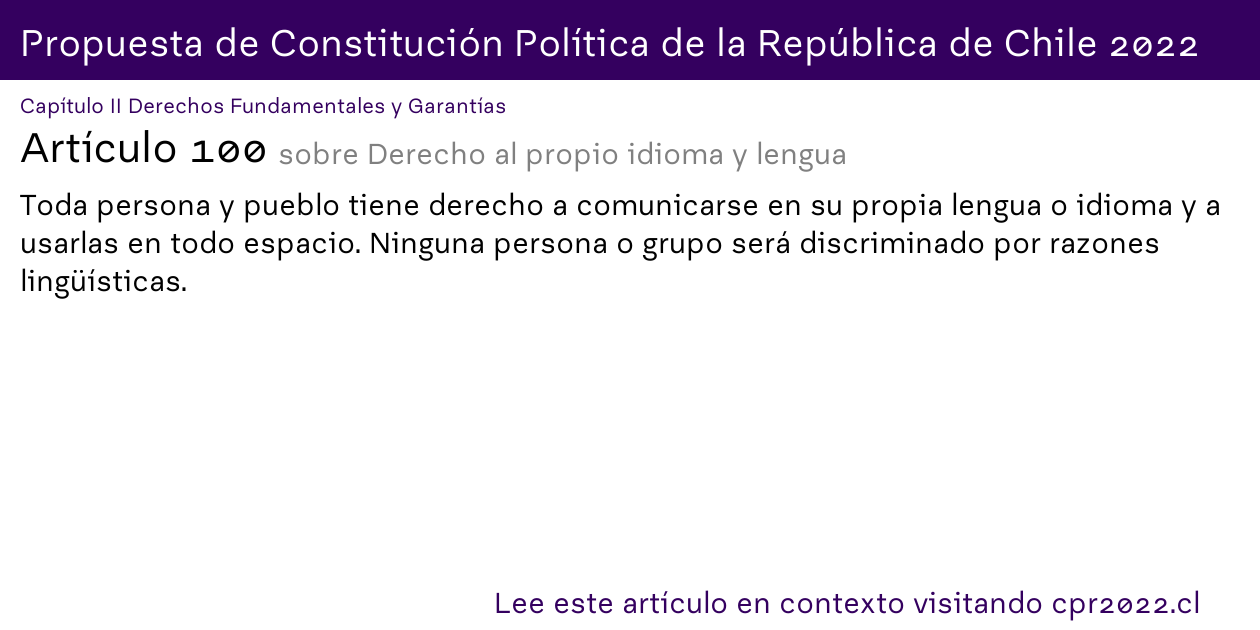 Propuesta de Constitución Política de la República de Chile 2022
Capítulo II Derechos Fundamentales y Garantías
Artículo 100 sobre Derecho al propio idioma y lengua
Toda persona y pueblo tiene derecho a comunicarse en su propia lengua o idioma y a
usarlas en todo espacio. Ninguna persona o grupo será discriminado por razones
lingüísticas.
Lee este artículo en contexto visitando cpr2022.cl